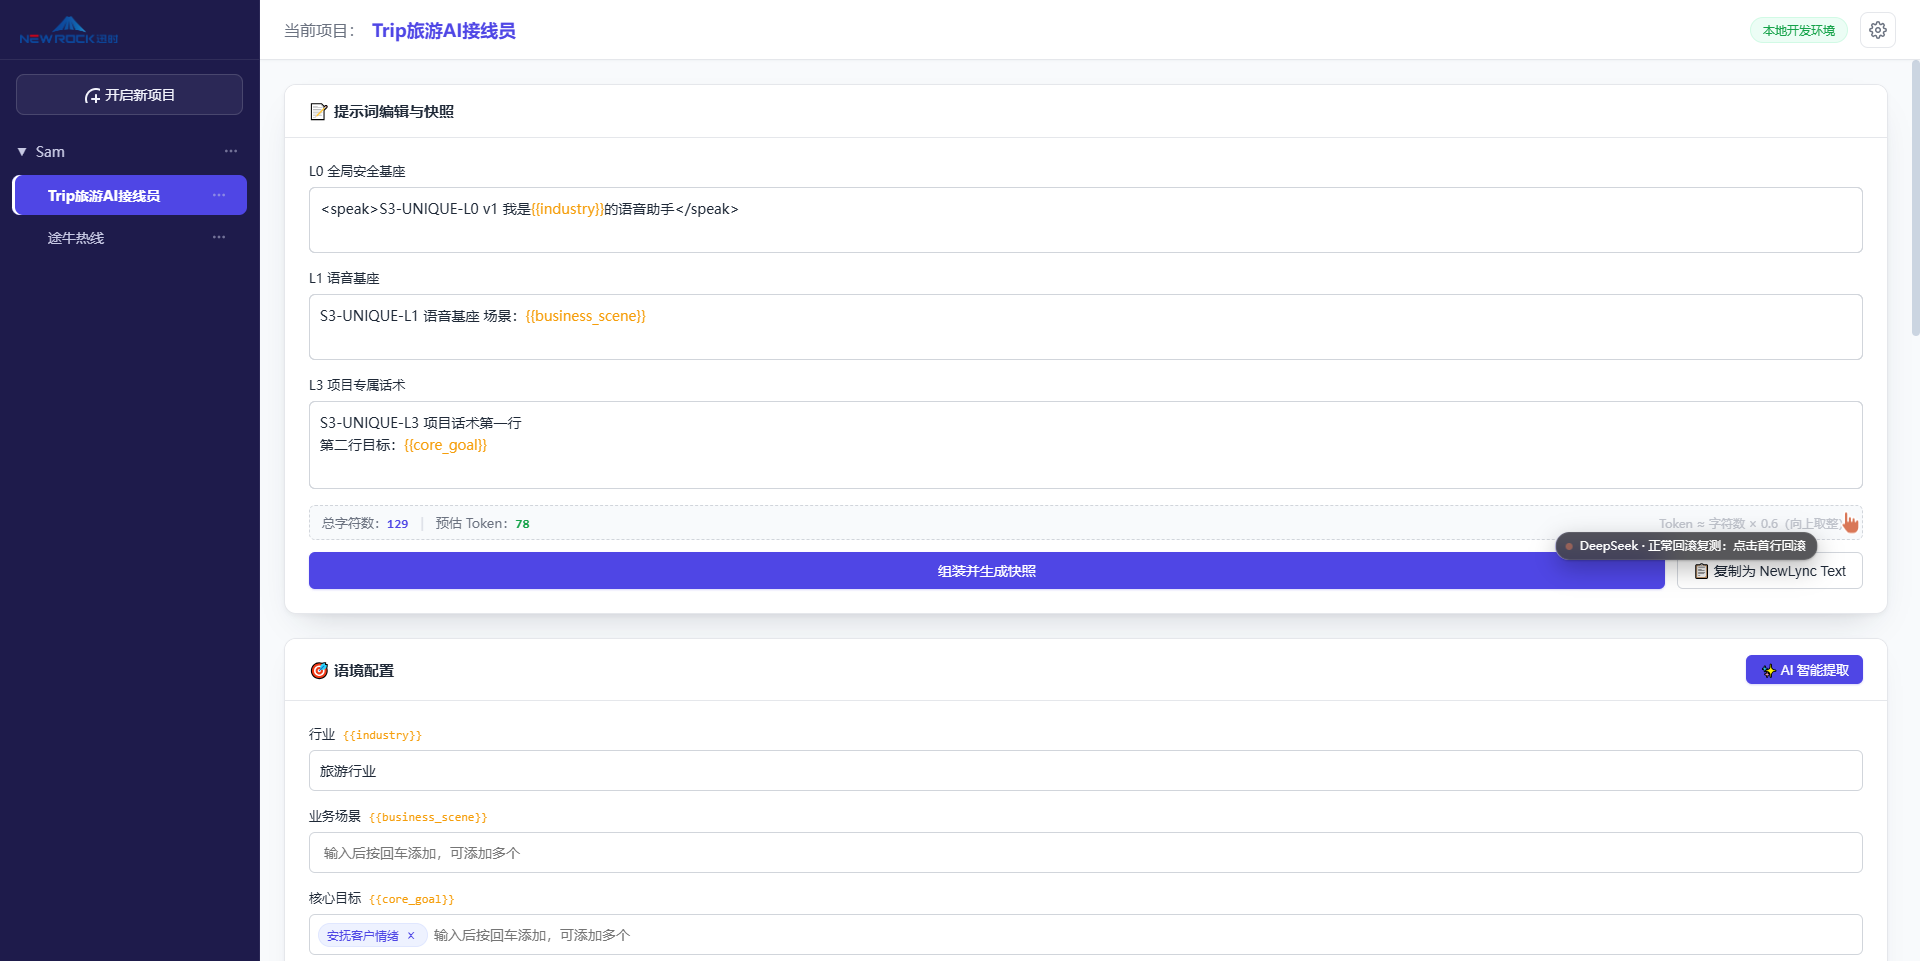 NEWROCK迅时
开启新项目
▼ Sam
Trip旅游AI接线员
途牛热线
当前项目： Trip旅游AI接线员
本地开发环境
提示词编辑与快照
L0 全局安全基座
<speak>S3-UNIQUE-L0 v1 我是{{industry}}的语音助手</speak>
L1 语音基座
S3-UNIQUE-L1 语音基座 场景：{{business_scene}}
L3 项目专属话术
S3-UNIQUE-L3 项目话术第一行
第二行目标：{{core_goal}}
总字符数：129 | 预估 Token：78
Token ≈ 字符数 × 0.6（向上取整）
DeepSeek · 正常回滚复测：点击首行回滚
组装并生成快照
复制为 NewLync Text
语境配置
AI 智能提取
行业 {{industry}}
旅游行业
业务场景 {{business_scene}}
输入后按回车添加，可添加多个
核心目标 {{core_goal}}
安抚客户情绪 × 输入后按回车添加，可添加多个